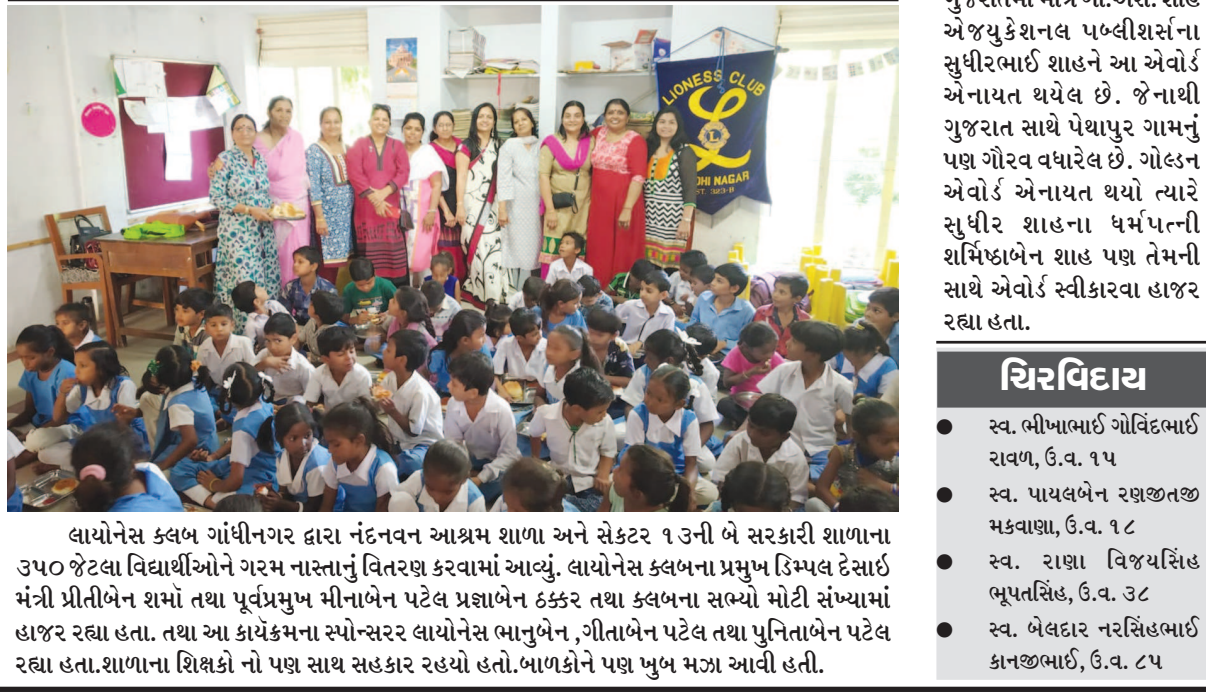 LIONESS CLUB
L
DHI NAGAR
ST. 323-B
લાયોનેસ ક્લબ ગાંધીનગર દ્વારા નંદનવન આશ્રમ શાળા અને સેકટર ૧૩ની બે સરકારી શાળાના
૩૫૦ જેટલા વિદ્યાર્થીઓને ગરમ નાસ્તાનું વિતરણ કરવામાં આવ્યું. લાયોનેસ ક્લબના પ્રમુખ ડિમ્પલ દેસાઇ
મંત્રી પ્રીતીબેન શર્મા તથા પૂર્વપ્રમુખ મીનાબેન પટેલ પ્રજ્ઞાબેન ઠક્કર તથા ક્લબના સભ્યો મોટી સંખ્યામાં
હાજર રહ્યા હતા. તથા આ કાર્યક્રમના સ્પોન્સરર લાયોનેસ ભાનુબેન ,ગીતાબેન પટેલ તથા પુનિતાબેન પટેલ
રહ્યા હતા.શાળાના શિક્ષકો નો પણ સાથ સહકાર રહયો હતો.બાળકોને પણ ખુબ મઝા આવી હતી.
એજયુકેશનલ પબ્લીશર્સના
સુધીરભાઈ શાહને આ એવોર્ડ
એનાયત થયેલ છે. જેનાથી
ગુજરાત સાથે પેથાપુર ગામનું
પણ ગૌરવ વધારેલ છે. ગોલ્ડન
એવોર્ડ એનાયત થયો ત્યારે
સુધીર શાહના ધર્મપત્ની
શર્મિષ્ઠાબેન શાહ પણ તેમની
સાથે એવોર્ડ સ્વીકારવા હાજર
રહ્યા હતા.
ચિરવિદાય
● સ્વ. ભીખાભાઈ ગોવિંદભાઈ
રાવળ, ઉ.વ. ૧૫
● સ્વ. પાયલબેન રણજીતજી
મકવાણા, ઉ.વ. ૧૮
● સ્વ. રાણા વિજયસિંહ
ભૂપતસિંહ, ઉ.વ. ૩૮
● સ્વ. બેલદાર નરસિંહભાઈ
કાનજીભાઈ, ઉ.વ. ૮૫